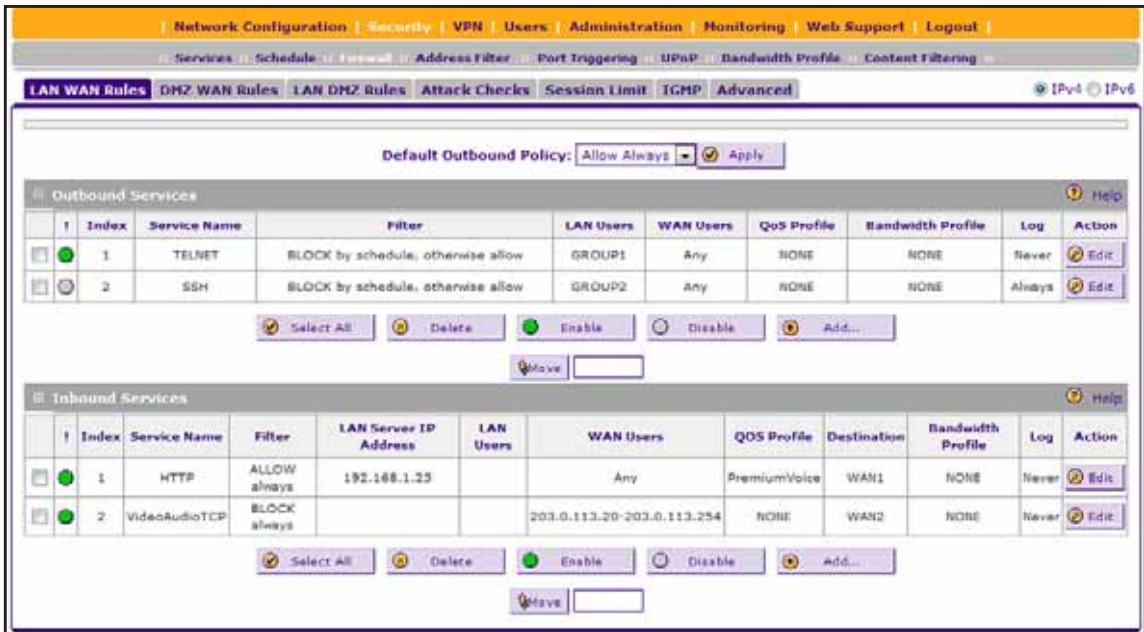 Network Configuration | Security | VPN | Users | Administration | Monitoring | Web Support | Logout
Services Schedule Firewall Address Filter Port Triggering UPnP Bandwidth Profile Content Filtering
LAN WAN Rules DMZ WAN Rules LAN DMZ Rules Attack Checks Session Limit IGMP Advanced IPv4 IPv6
Default Outbound Policy: Allow Always Apply
Outbound Services Help
! Index Service Name Filter LAN Users WAN Users QoS Profile Bandwidth Profile Log Action
1 TELNET BLOCK by schedule, otherwise allow GROUP1 Any NONE NONE Never Edit
2 SSH BLOCK by schedule, otherwise allow GROUP2 Any NONE NONE Always Edit
Select All Delete Enable Disable Add...
Move
Inbound Services Help
! Index Service Name Filter LAN Server IP Address LAN Users WAN Users QOS Profile Destination Bandwidth Profile Log Action
1 HTTP ALLOW always 192.168.1.25 Any PremiumVoice WAN1 NONE Never Edit
2 VideoAudioTCP BLOCK always 203.0.113.20-203.0.113.254 NONE WAN2 NONE Never Edit
Select All Delete Enable Disable Add...
Move